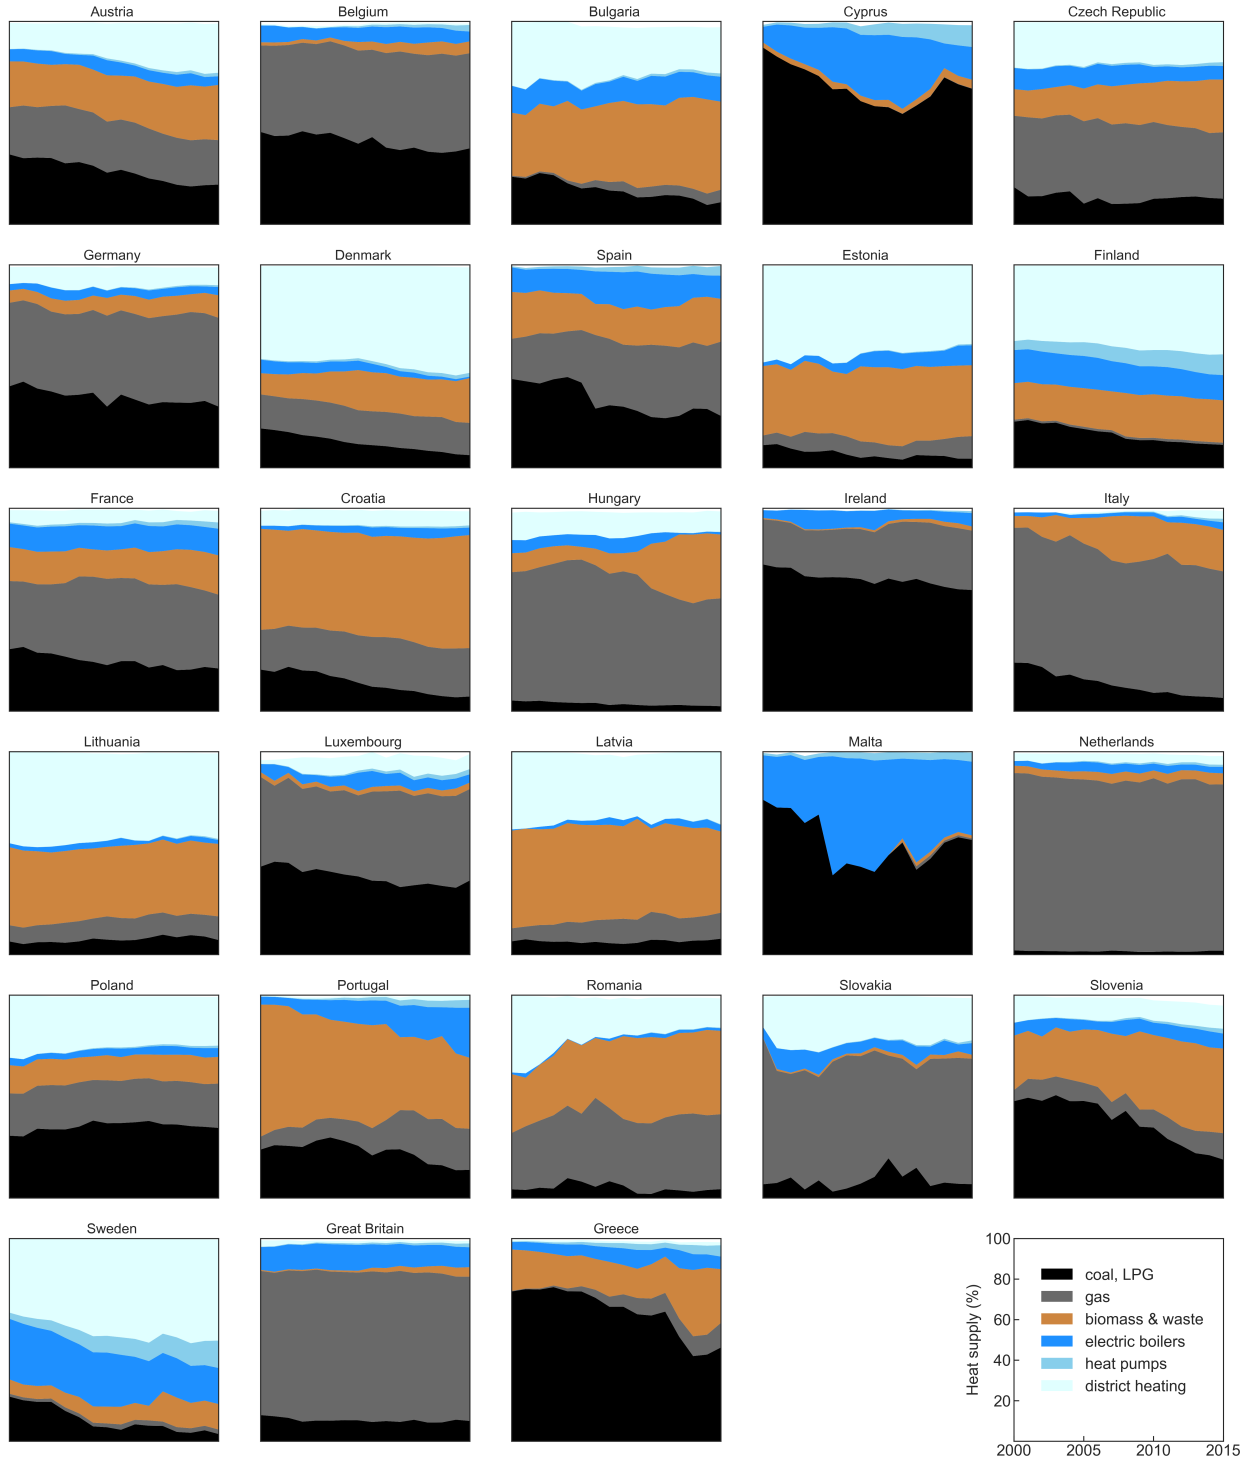 Austria
Belgium
Bulgaria
Cyprus
Czech Republic
Germany
Denmark
Spain
Estonia
Finland
France
Croatia
Hungary
Ireland
Italy
Lithuania
Luxembourg
Latvia
Malta
Netherlands
Poland
Portugal
Romania
Slovakia
Slovenia
Sweden
Great Britain
Greece
Heat supply (%)
100
80
60
40
20
coal, LPG
gas
biomass & waste
electric boilers
heat pumps
district heating
2000 2005 2010 2015